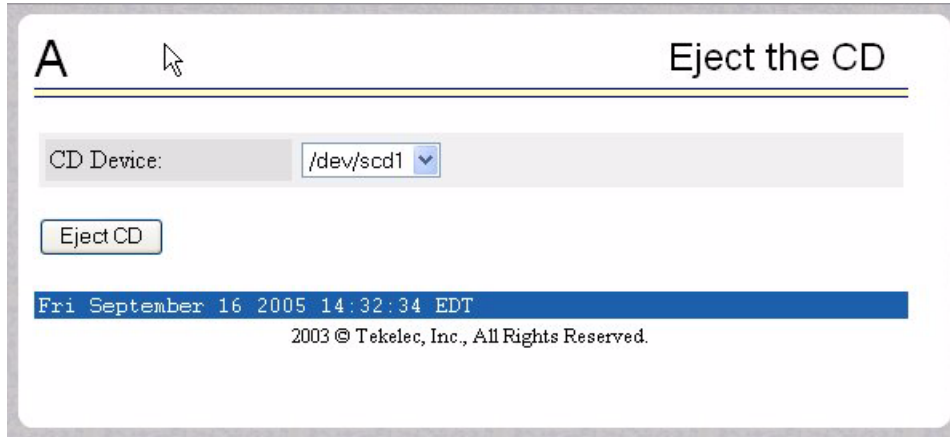 A
Eject the CD
CD Device:
/dev/scd1
Eject CD
Fri September 16 2005 14:32:34 EDT
2003 © Tekelec, Inc., All Rights Reserved.